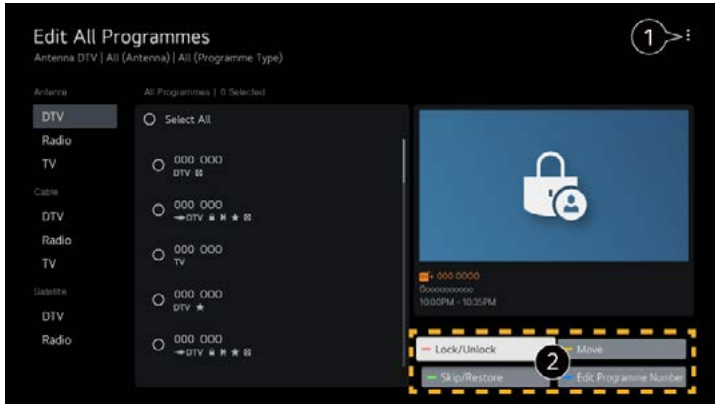 Edit All Programmes
Antenna DTV | All (Antenna) | All (Programme Type)
1
Antenna
DTV
Radio
TV
Cable
DTV
Radio
TV
Satellite
DTV
Radio
All Programmes | 0 Selected
Select All
000 000
DTV
000 000
DTV
000 000
TV
000 000
DTV
000 000
DTV
000 0000
Ooooooooooo
10:00PM - 10:35PM
Lock/Unlock
Move
2
Skip/Restore
Edit Programme Number